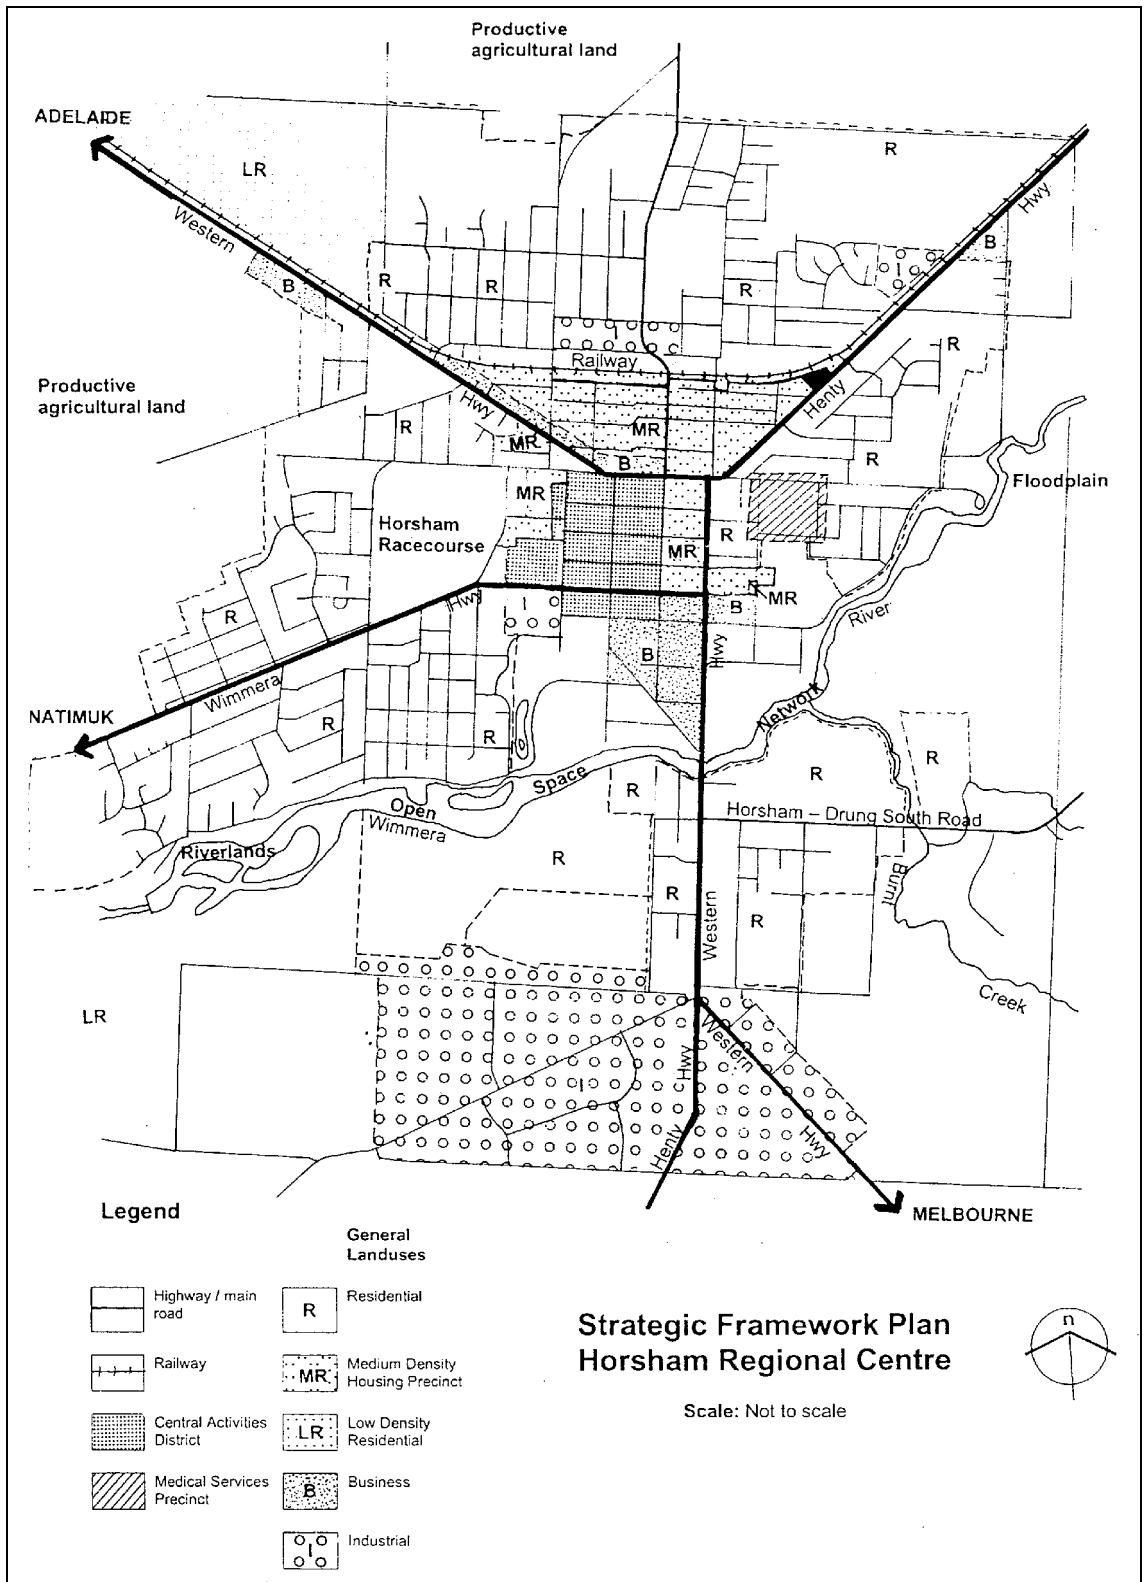 Productive
agricultural land
ADELAIDE
R
LR
Western
Hwy
B
B
R
R
R
I
I
Railway
R
Productive
agricultural land
Hwy
Henty
R
MR
MR
B
R
MR
Floodplain
Horsham
Racecourse
R
MR
I
Hwy
B
MR
River
R
Hwy
B
Wimmera
NATIMUK
R
R
Network
R
R
Space
R
Open
Wimmera
Horsham – Drung South Road
Riverlands
R
R
R
Burnt
Western
Creek
LR
Western
Hwy
I
Henty
Hwy
MELBOURNE
Legend
General
Landuses
Highway / main
road
R
Residential
Railway
MR
Medium Density
Housing Precinct
Central Activities
District
LR
Low Density
Residential
Medical Services
Precinct
B
Business
I
Industrial
Strategic Framework Plan
Horsham Regional Centre
Scale: Not to scale
n